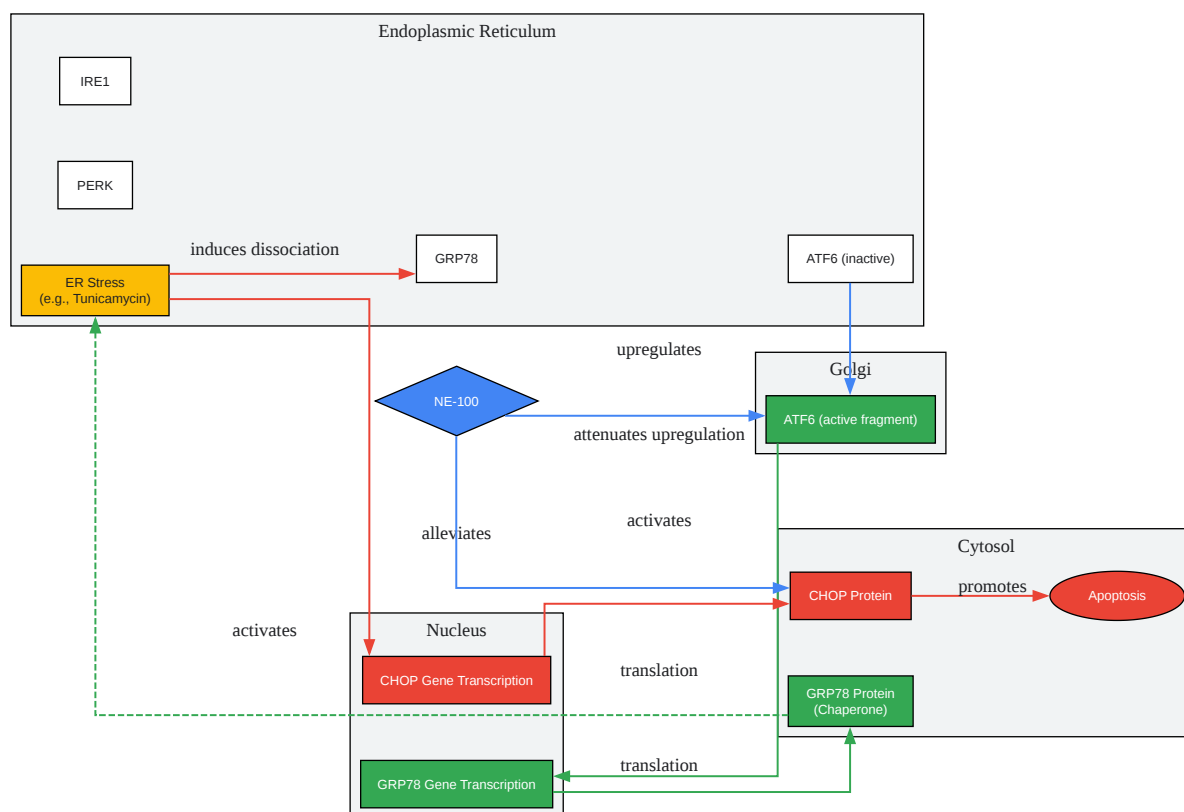 Endoplasmic Reticulum
IRE1
PERK
induces dissociation
GRP78
ATF6 (inactive)
ER Stress
(e.g., Tunicamycin)
upregulates
Golgi
NE-100
ATF6 (active fragment)
attenuates upregulation
activates
alleviates
Cytosol
CHOP Protein
promotes
Apoptosis
activates
Nucleus
CHOP Gene Transcription
translation
GRP78 Protein
(Chaperone)
translation
GRP78 Gene Transcription